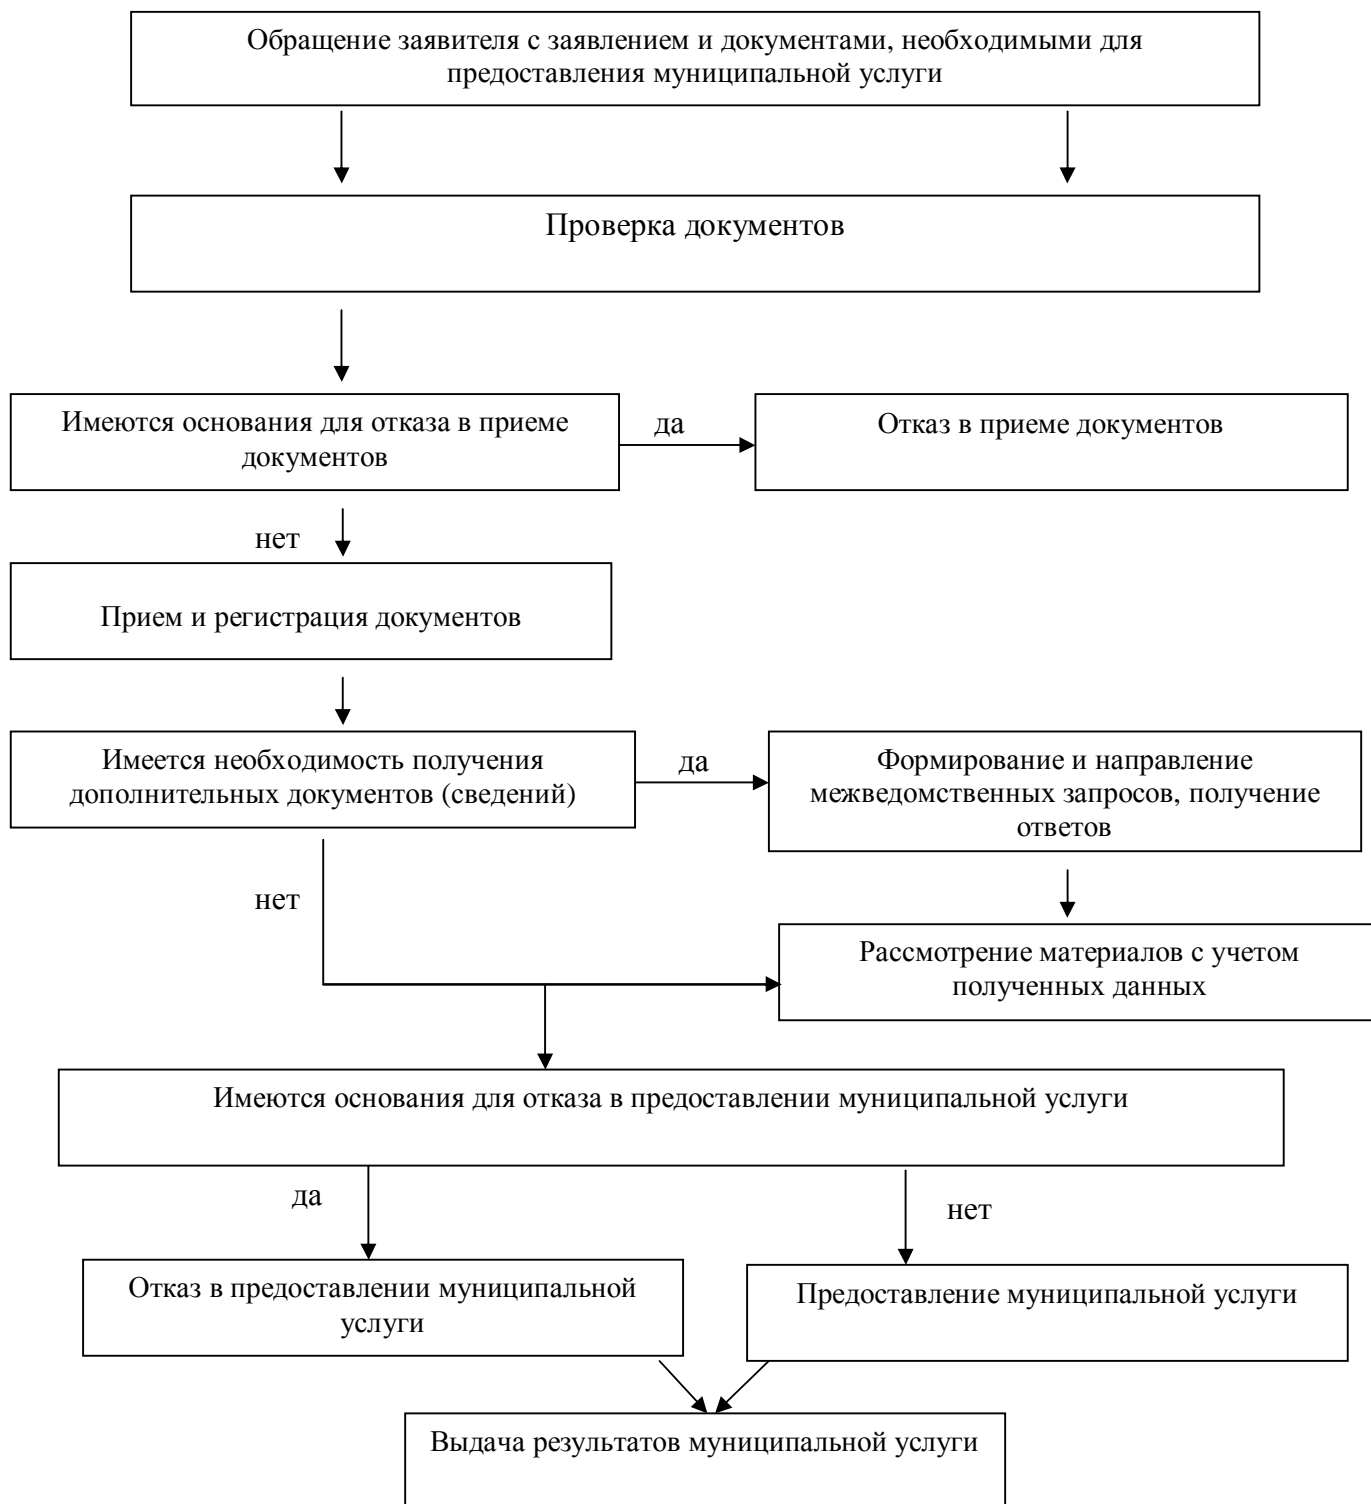 Обращение заявителя с заявлением и документами, необходимыми для
предоставления муниципальной услуги
Проверка документов
Имеются основания для отказа в приеме
документов
да
Отказ в приеме документов
нет
Прием и регистрация документов
Имеется необходимость получения
дополнительных документов (сведений)
да
Формирование и направление
межведомственных запросов, получение
ответов
нет
Рассмотрение материалов с учетом
полученных данных
Имеются основания для отказа в предоставлении муниципальной услуги
да
нет
Отказ в предоставлении муниципальной
услуги
Предоставление муниципальной услуги
Выдача результатов муниципальной услуги